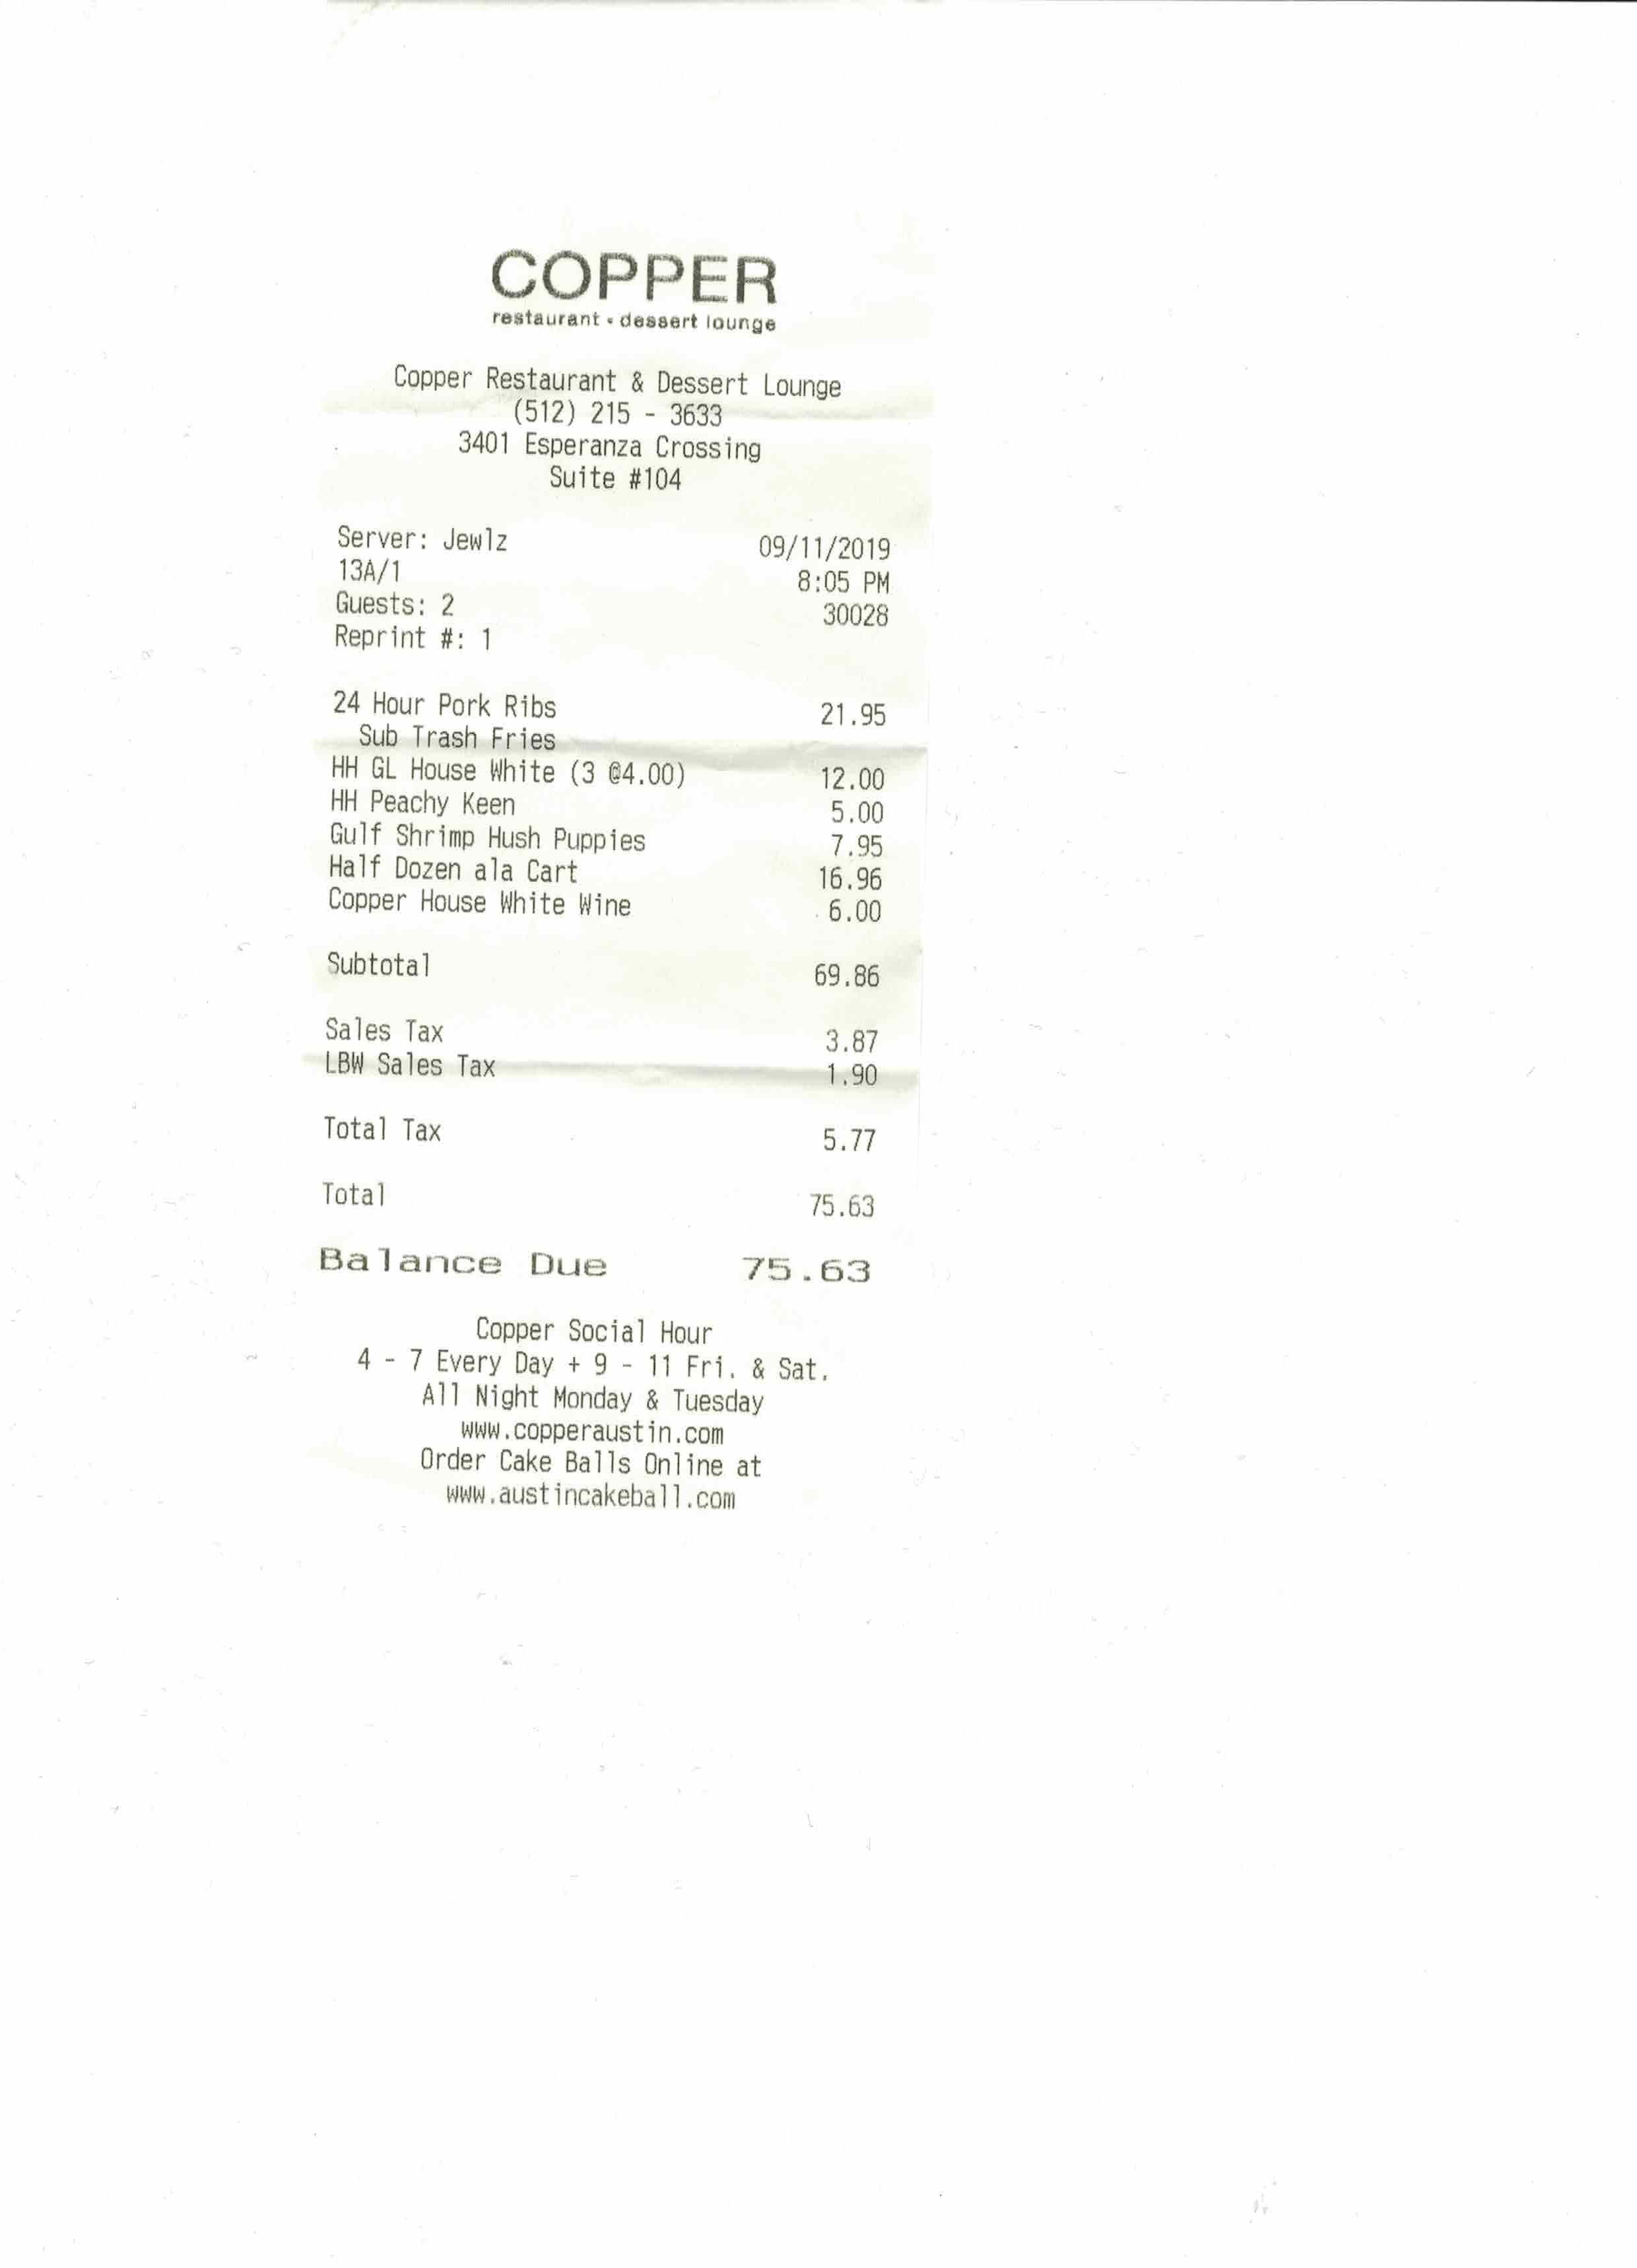 COPPER
restaurant • dessert lounge
Copper Restaurant & Dessert Lounge
(512) 215 - 3633
3401 Esperanza Crossing
Suite #104
Server: Jewlz 09/11/2019
13A/1 8:05 PM
Guests: 2 30028
Reprint #: 1
24 Hour Pork Ribs 21.95
Sub Trash Fries
HH GL House White (3 @4.00) 12.00
HH Peachy Keen 5.00
Gulf Shrimp Hush Puppies 7.95
Half Dozen ala Cart 16.96
Copper House White Wine 6.00
Subtotal 69.86
Sales Tax 3.87
LBW Sales Tax 1.90
Total Tax 5.77
Total 75.63
Balance Due 75.63
Copper Social Hour
4 - 7 Every Day + 9 - 11 Fri. & Sat.
All Night Monday & Tuesday
www.copperaustin.com
Order Cake Balls Online at
www.austincakeball.com